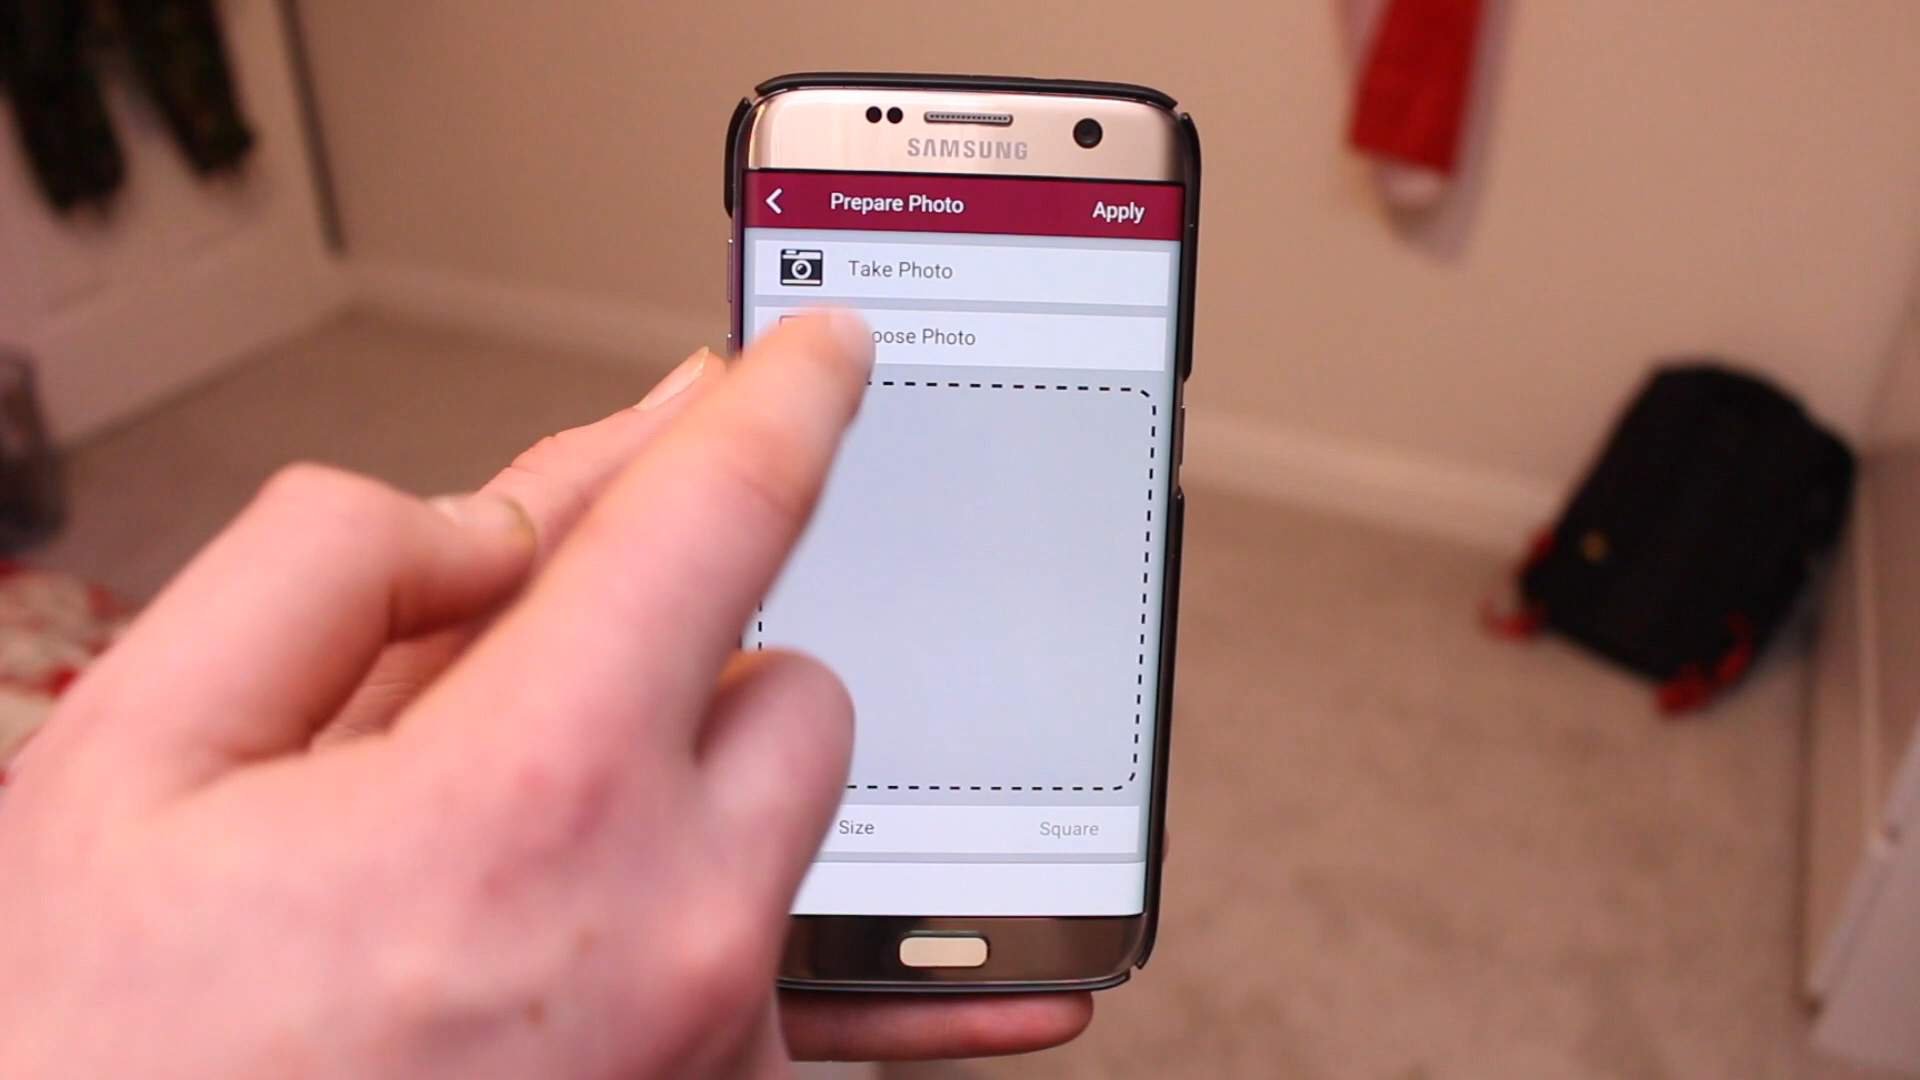 SAMSUNG
Prepare Photo
Apply
Take Photo
oose Photo
Size
Square